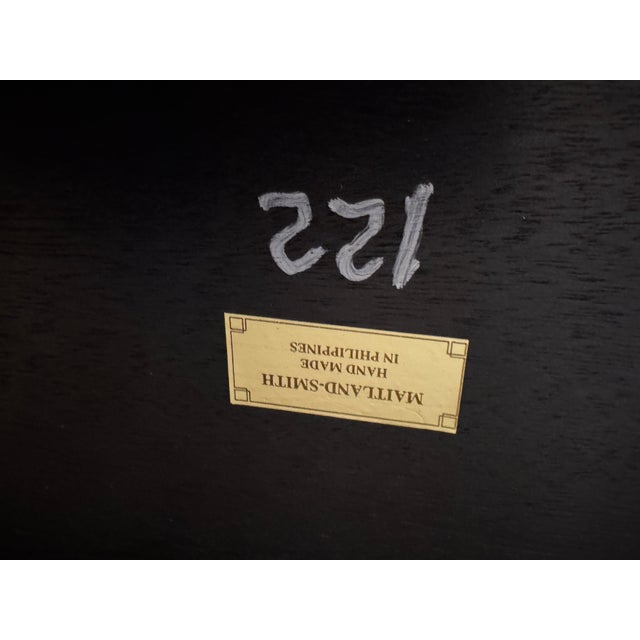 MAITLAND-SMITH
HAND MADE
IN PHILIPPINES
122